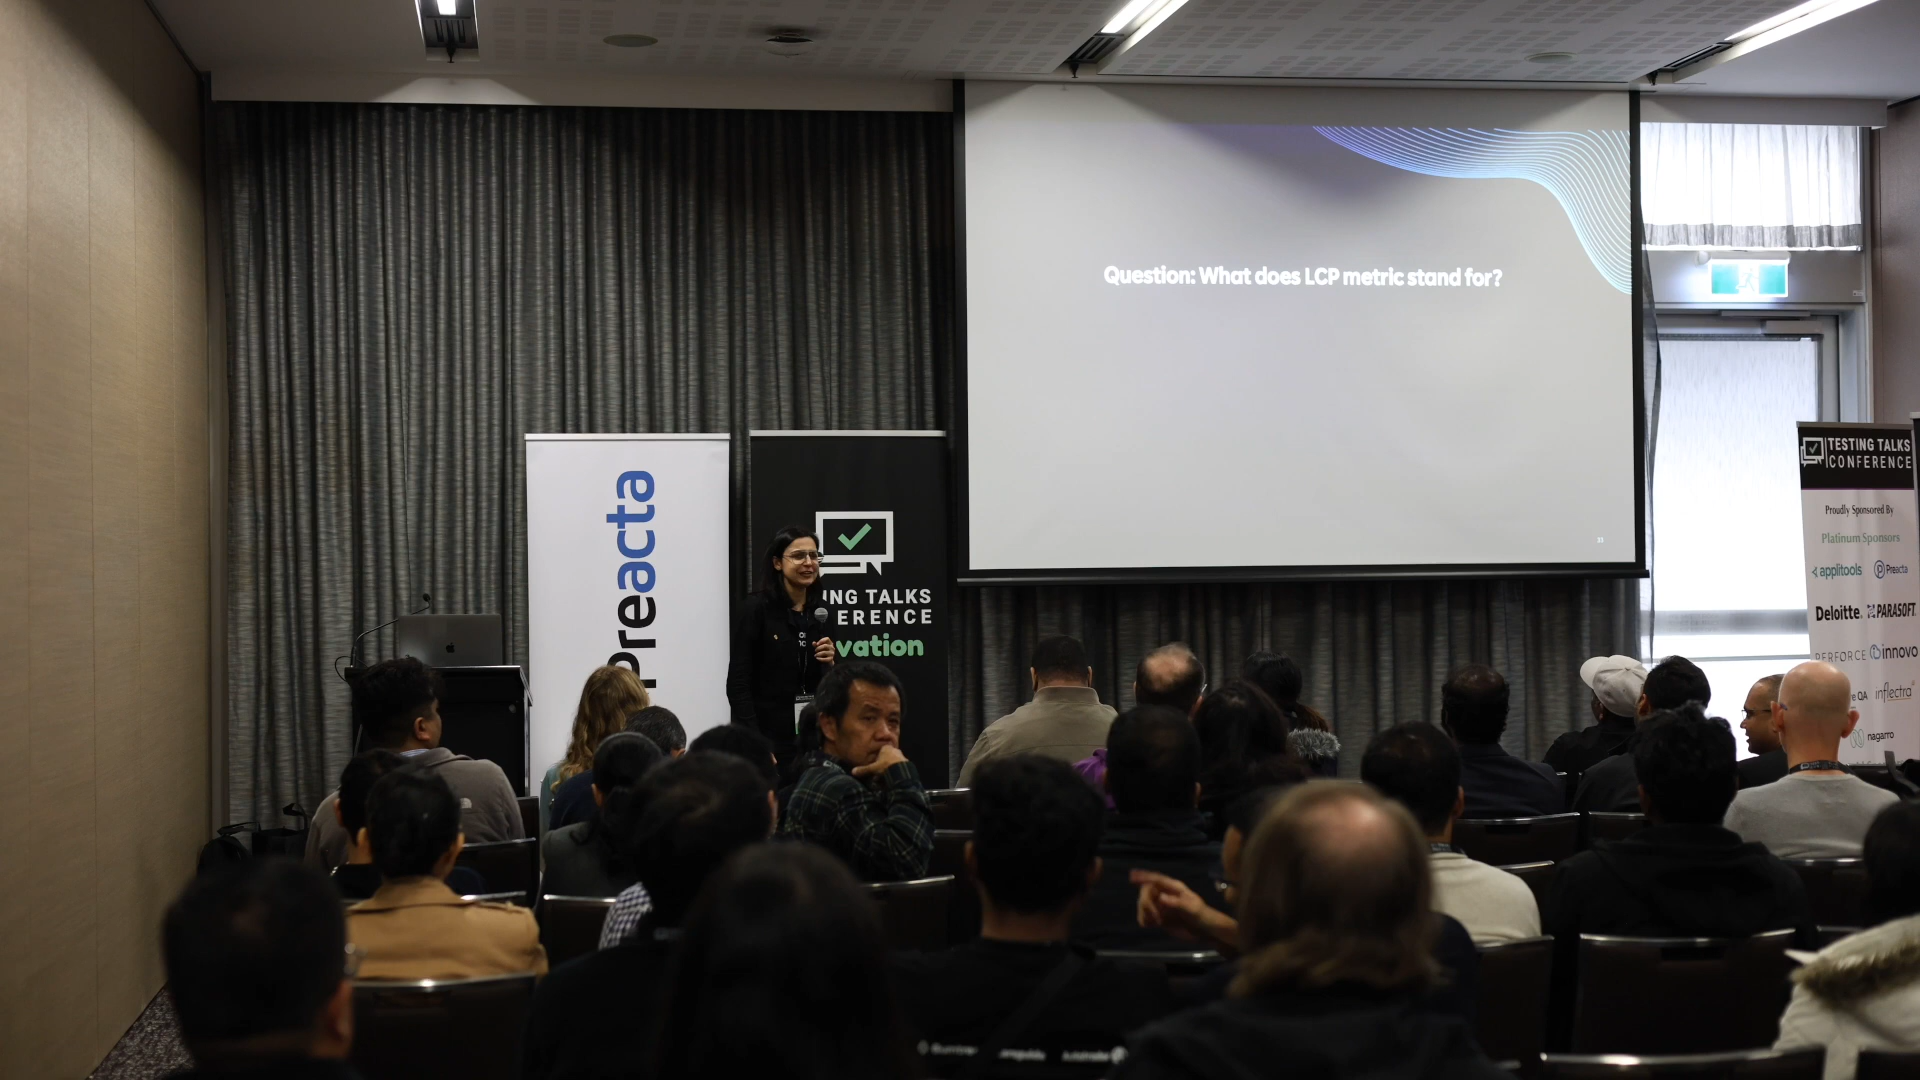 Question: What does LCP metric stand for?
Preacta
ING TALKS
ERENCE
vation
TESTING TALKS
CONFERENCE
Proudly Sponsored By
Platinum Sponsors
applitools
Preacta
Deloitte.
PARASOFT
PERFORCE
innovo
QA
inflectra
nagarro